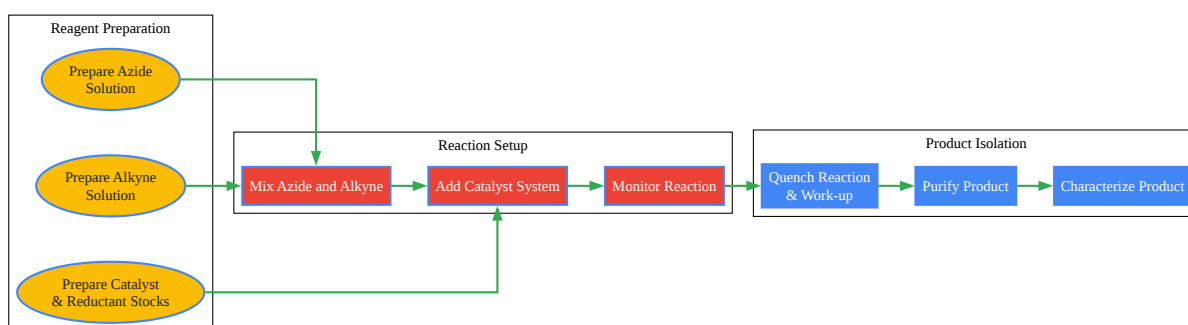 Reagent Preparation
Prepare Azide
Solution
Prepare Alkyne
Solution
Prepare Catalyst
& Reductant Stocks
Reaction Setup
Mix Azide and Alkyne
Add Catalyst System
Monitor Reaction
Product Isolation
Quench Reaction
& Work-up
Purify Product
Characterize Product